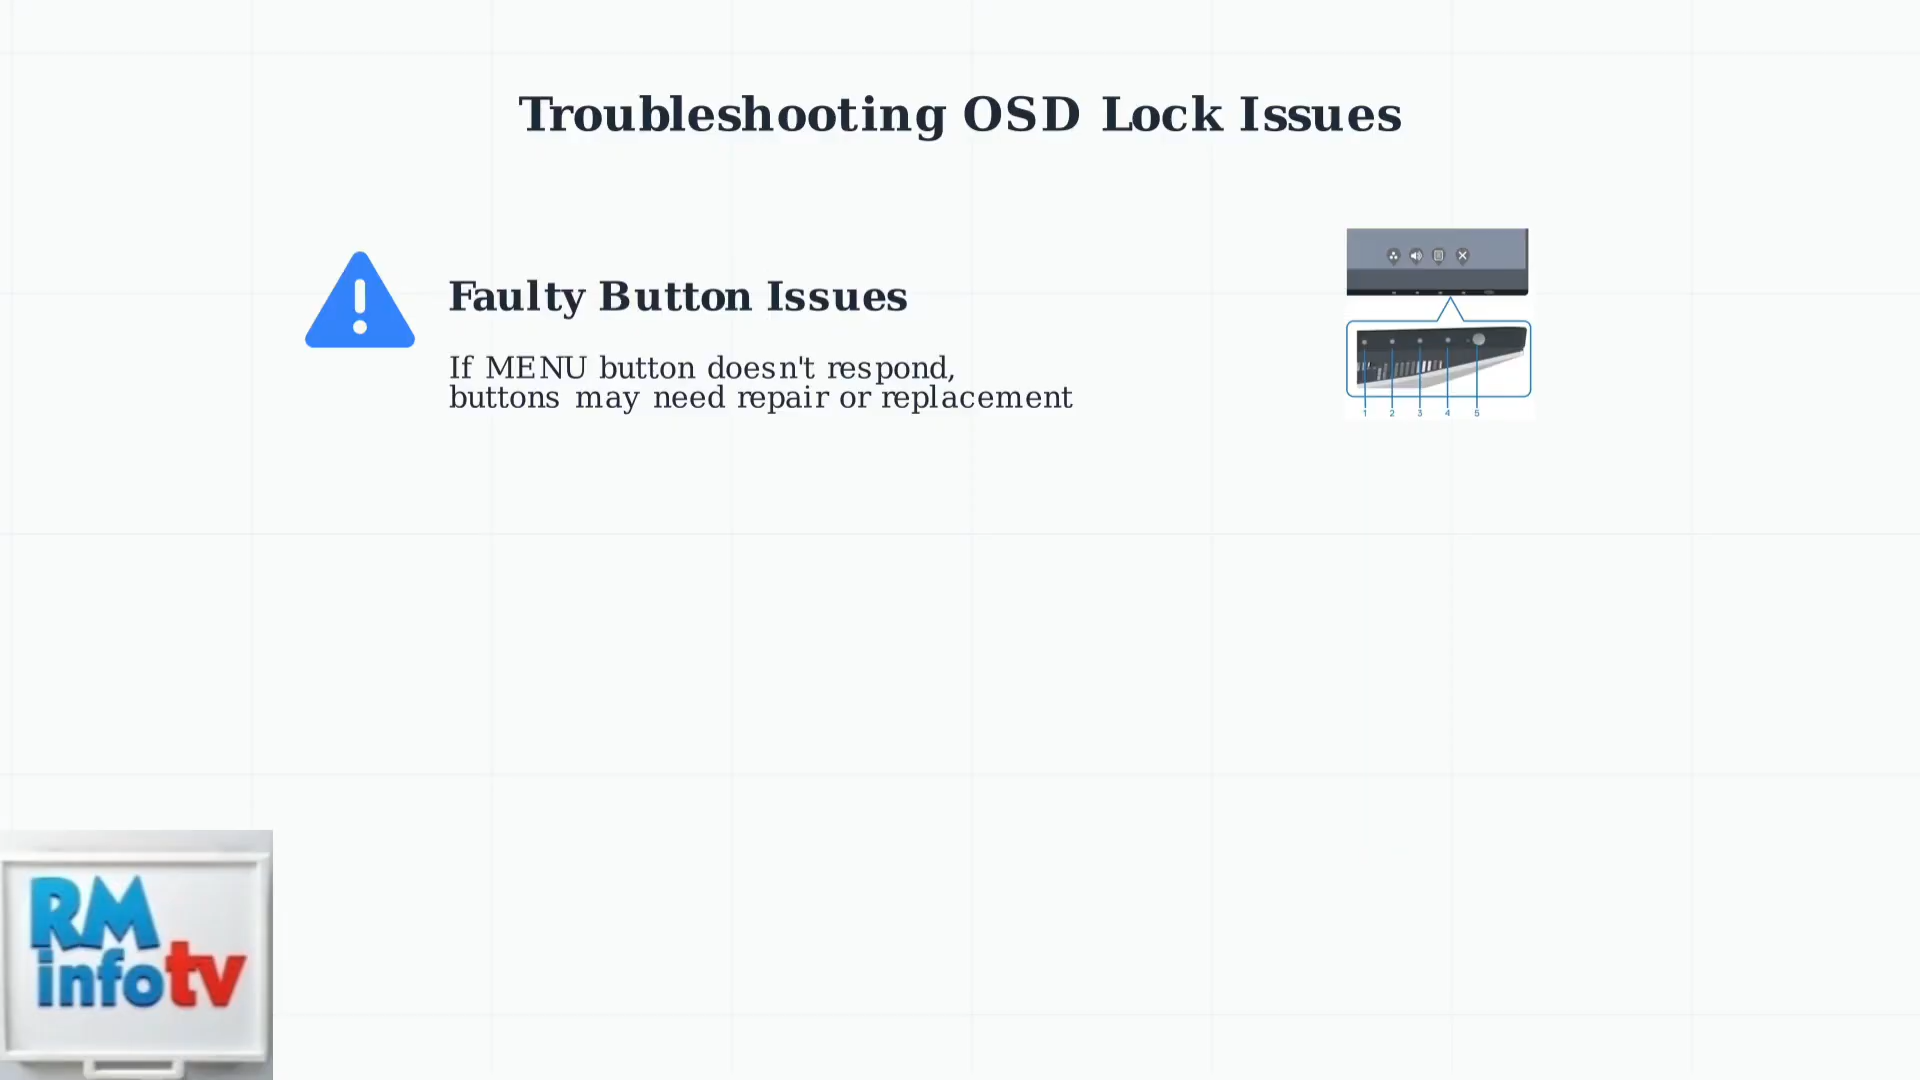 Troubleshooting OSD Lock Issues
Faulty Button Issues
If MENU button doesn't respond,
buttons may need repair or replacement
1 2 3 4 5
RM
infotv